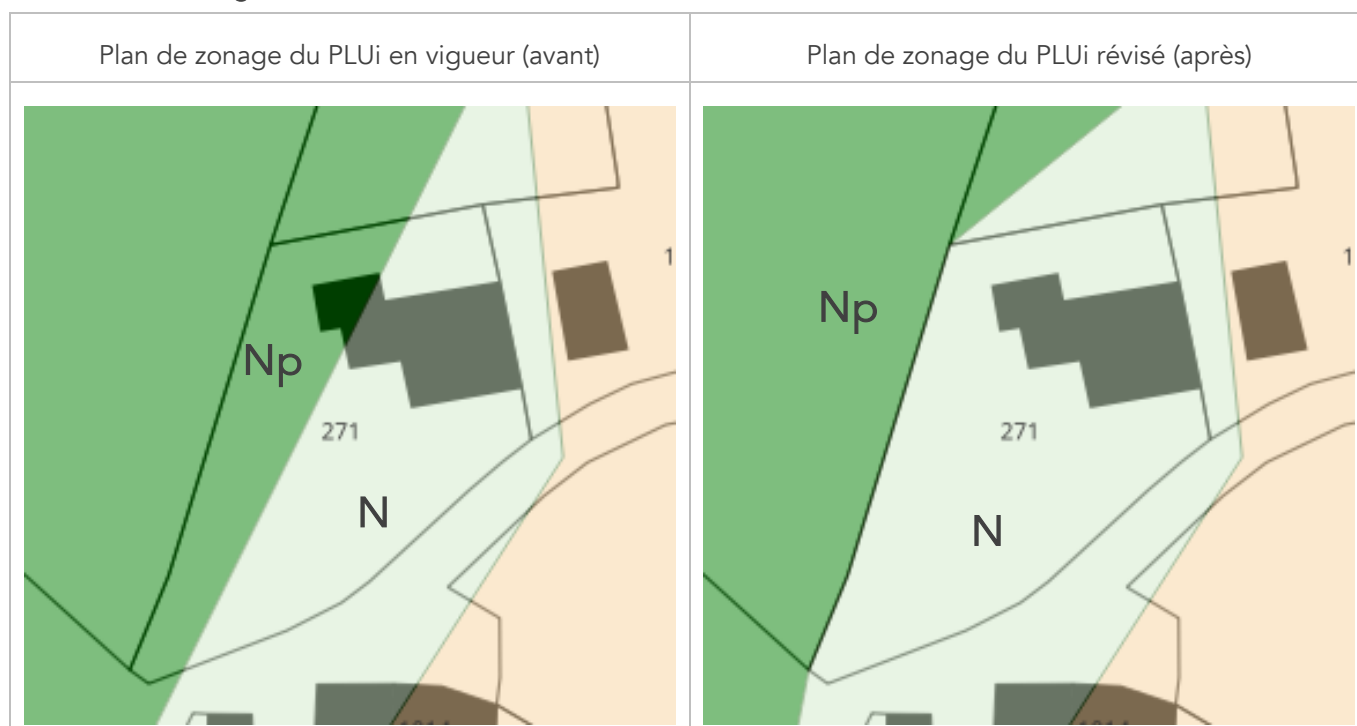 Plan de zonage du PLUi en vigueur (avant)
Plan de zonage du PLUi révisé (après)
1
Np
271
N
1
Np
271
N